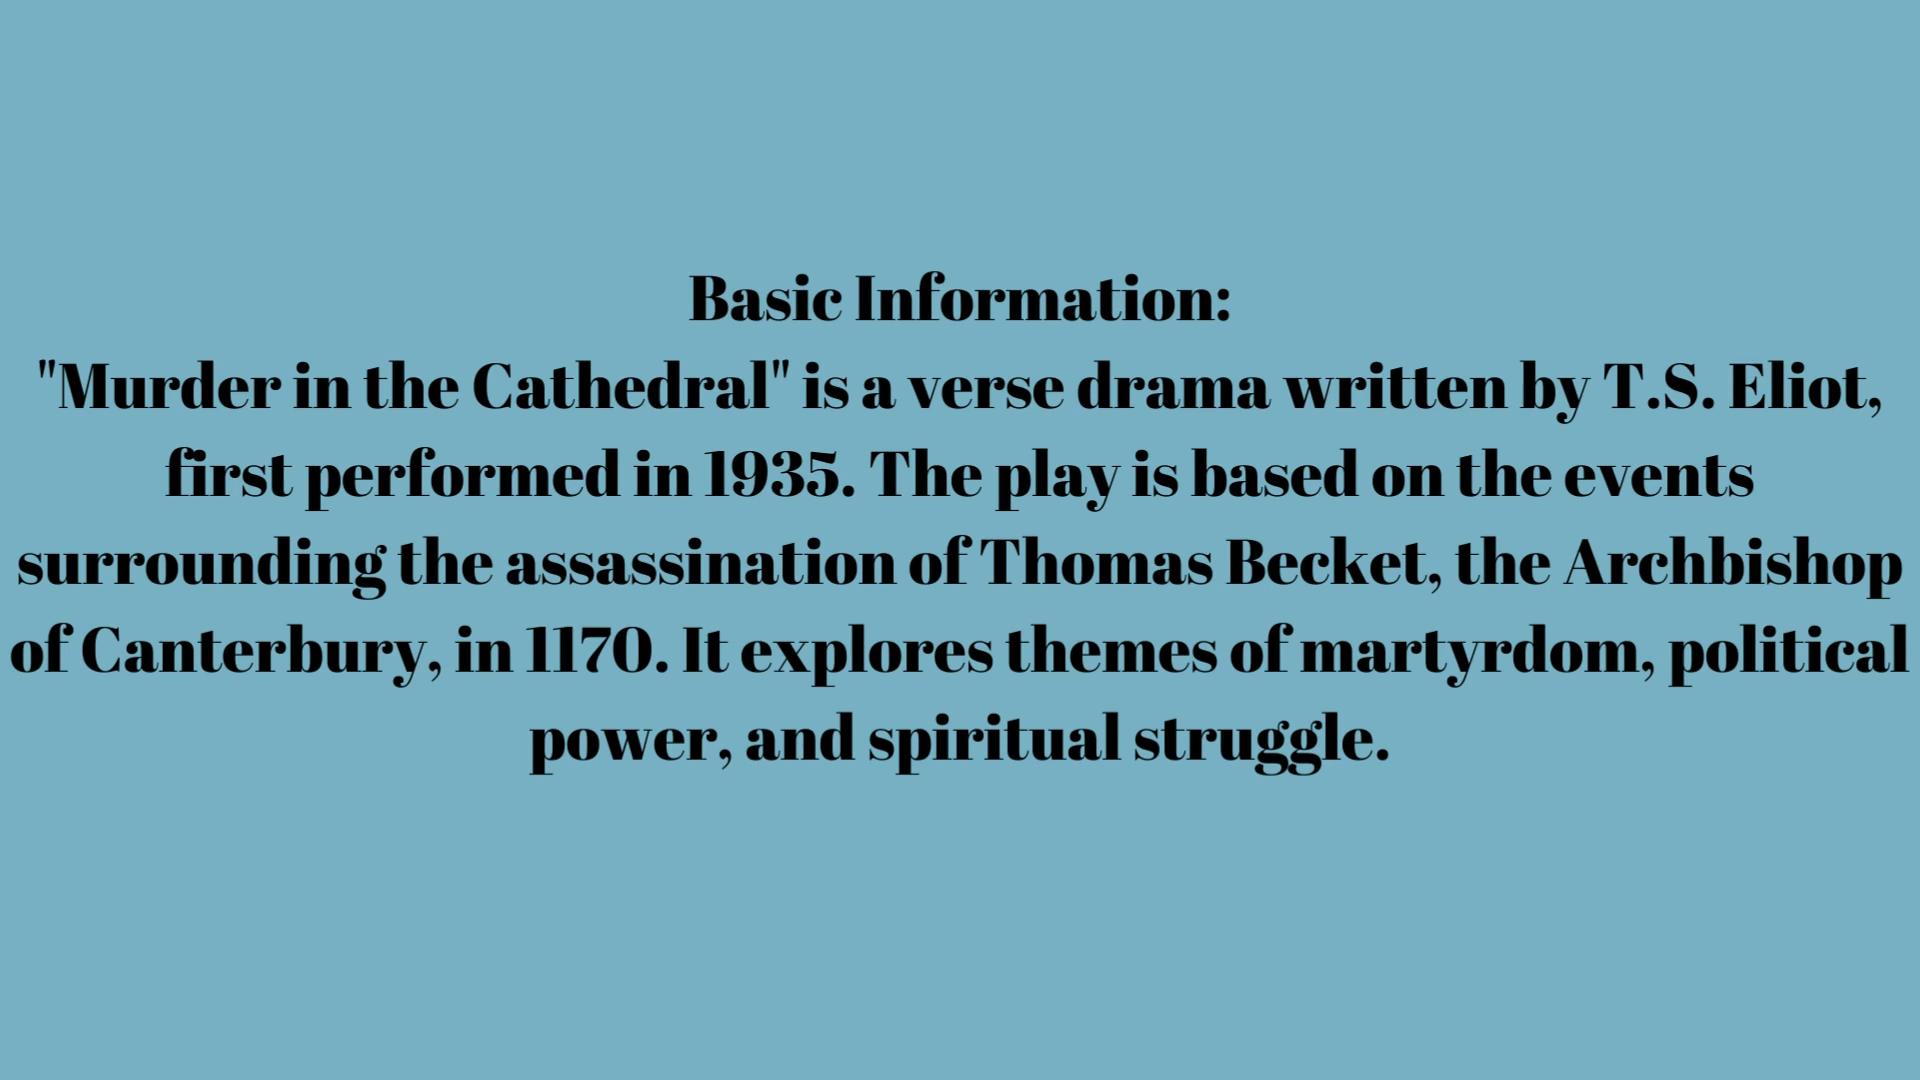 Basic Information:
"Murder in the Cathedral" is a verse drama written by T.S. Eliot,
first performed in 1935. The play is based on the events
surrounding the assassination of Thomas Becket, the Archbishop
of Canterbury, in 1170. It explores themes of martyrdom, political
power, and spiritual struggle.